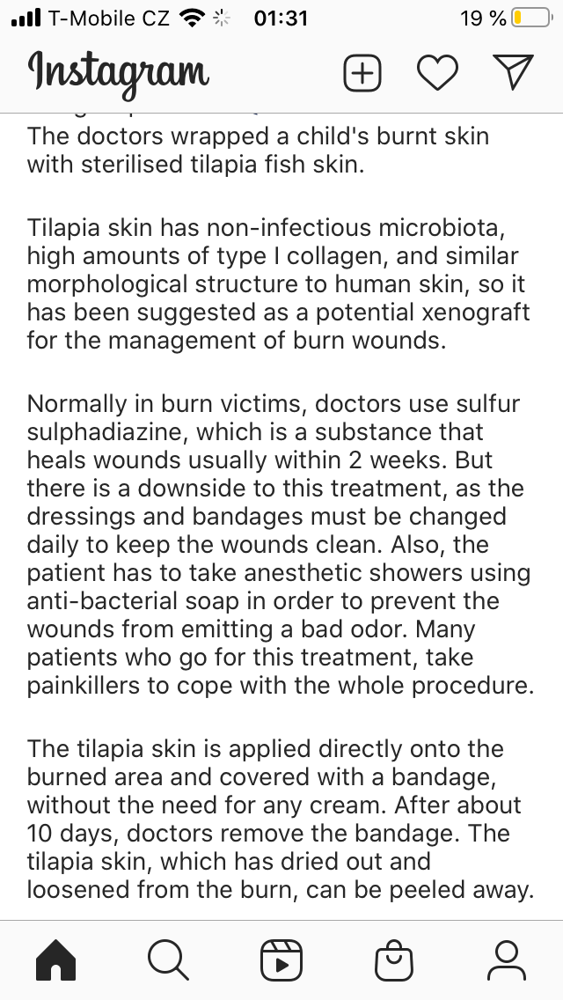 T-Mobile CZ 01:31 19 %
Instagram
The doctors wrapped a child's burnt skin
with sterilised tilapia fish skin.
Tilapia skin has non-infectious microbiota,
high amounts of type I collagen, and similar
morphological structure to human skin, so it
has been suggested as a potential xenograft
for the management of burn wounds.
Normally in burn victims, doctors use sulfur
sulphadiazine, which is a substance that
heals wounds usually within 2 weeks. But
there is a downside to this treatment, as the
dressings and bandages must be changed
daily to keep the wounds clean. Also, the
patient has to take anesthetic showers using
anti-bacterial soap in order to prevent the
wounds from emitting a bad odor. Many
patients who go for this treatment, take
painkillers to cope with the whole procedure.
The tilapia skin is applied directly onto the
burned area and covered with a bandage,
without the need for any cream. After about
10 days, doctors remove the bandage. The
tilapia skin, which has dried out and
loosened from the burn, can be peeled away.